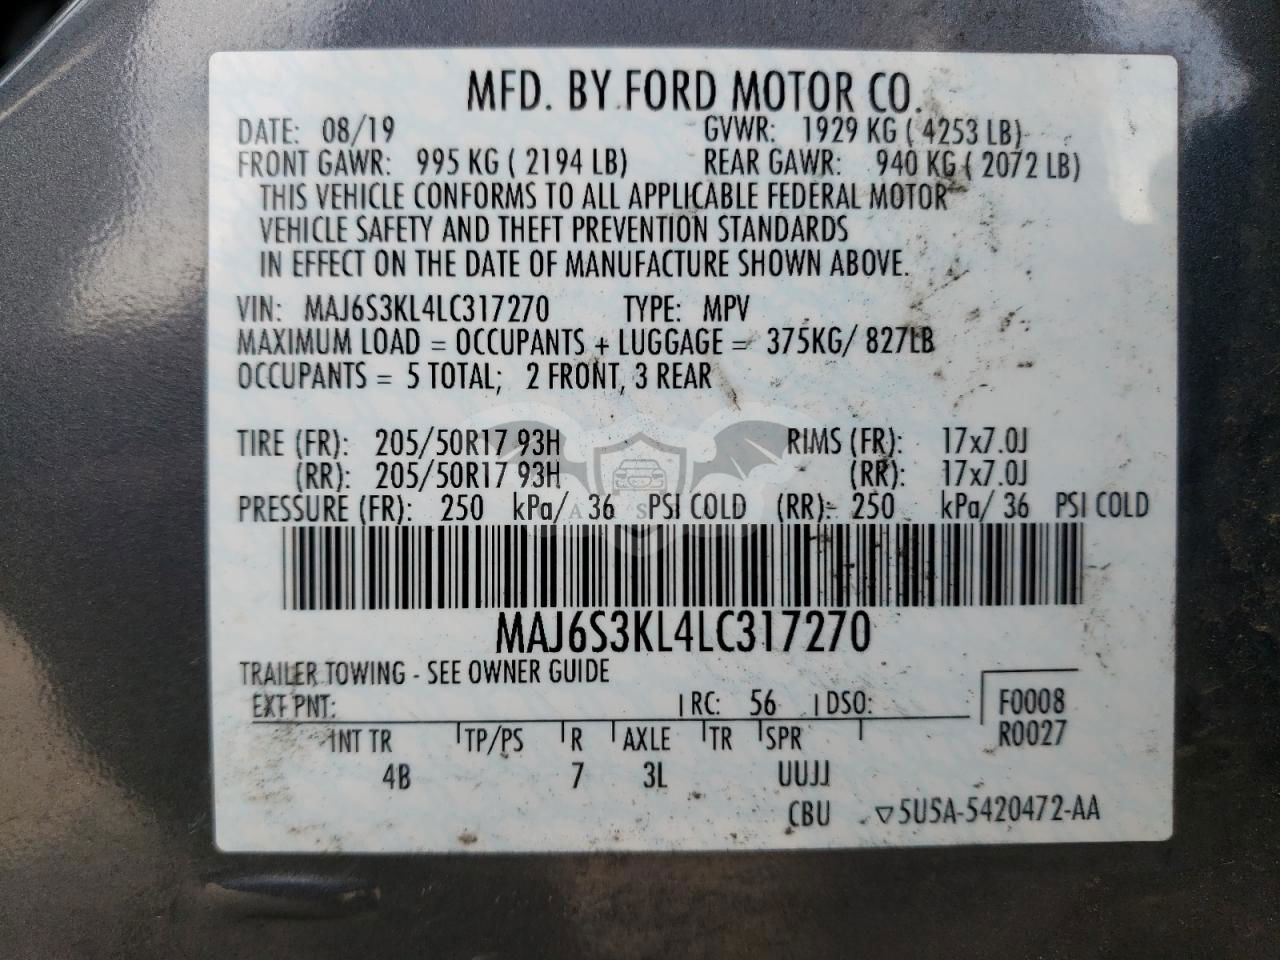 MFD. BY FORD MOTOR CO.
DATE: 08/19 GVWR: 1929 KG ( 4253 LB)
FRONT GAWR: 995 KG ( 2194 LB) REAR GAWR: 940 KG ( 2072 LB)
THIS VEHICLE CONFORMS TO ALL APPLICABLE FEDERAL MOTOR
VEHICLE SAFETY AND THEFT PREVENTION STANDARDS
IN EFFECT ON THE DATE OF MANUFACTURE SHOWN ABOVE.
VIN: MAJ6S3KL4LC317270 TYPE: MPV
MAXIMUM LOAD = OCCUPANTS + LUGGAGE = 375KG/ 827LB
OCCUPANTS = 5 TOTAL; 2 FRONT, 3 REAR
TIRE (FR): 205/50R17 93H RIMS (FR): 17x7.0J
(RR): 205/50R17 93H (RR): 17x7.0J
PRESSURE (FR): 250 kPa/ 36 PSI COLD (RR): 250 kPa/ 36 PSI COLD
MAJ6S3KL4LC317270
TRAILER TOWING - SEE OWNER GUIDE
EXT PNT: RC: 56 DSO: F0008
INT TR TP/PS R AXLE TR SPR R0027
4B 7 3L UUJJ
CBU ▽5U5A-5420472-AA